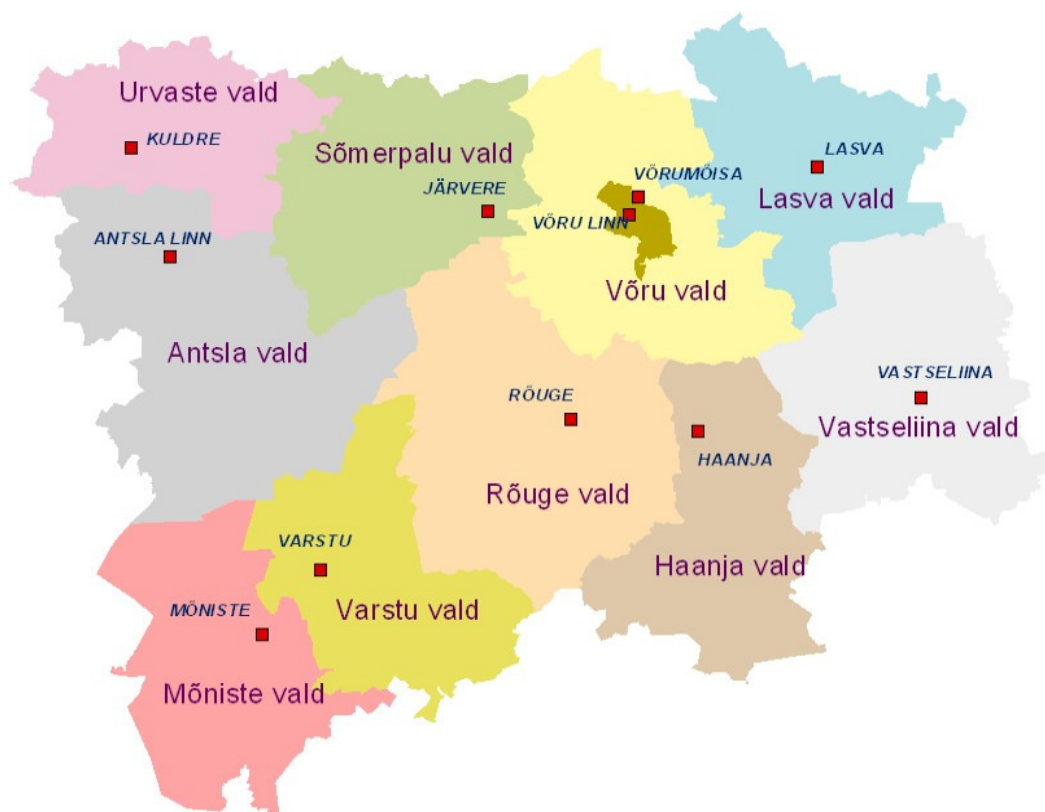 Urvaste vald
KULDRE
Sõmerpalu vald
JÄRVERE
VÕRUMÕISA
VÕRU LINN
Võru vald
LASVA
Lasva vald
ANTSLA LINN
Antsla vald
RÕUGE
Rõuge vald
HAANJA
Haanja vald
VASTSELIINA
Vastseliina vald
VARSTU
Varstu vald
MÕNISTE
Mõniste vald